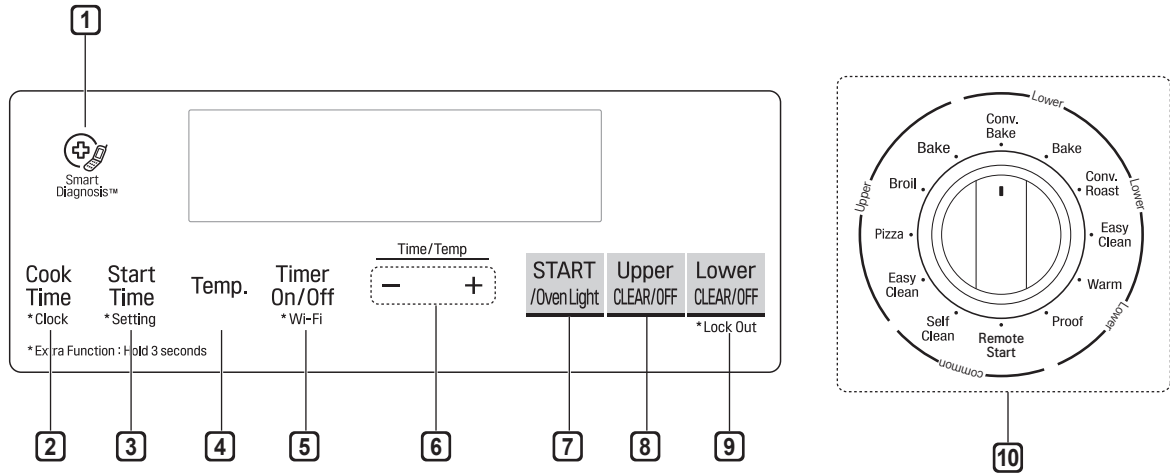 1
Smart
Diagnosis™
Cook
Time
*Clock
Start
Time
*Setting
Temp.
Timer
On/Off
*Wi-Fi
Time/Temp
− +
START
/Oven Light
Upper
CLEAR/OFF
Lower
CLEAR/OFF
*Lock Out
*Extra Function : Hold 3 seconds
2 3 4 5 6 7 8 9
Lower
Conv.
Bake
Bake
Lower
Conv.
Roast
Easy
Clean
Warm
Lower
Proof
Remote
Start
common
Self
Clean
Easy
Clean
Pizza
Upper
Broil
Bake
10